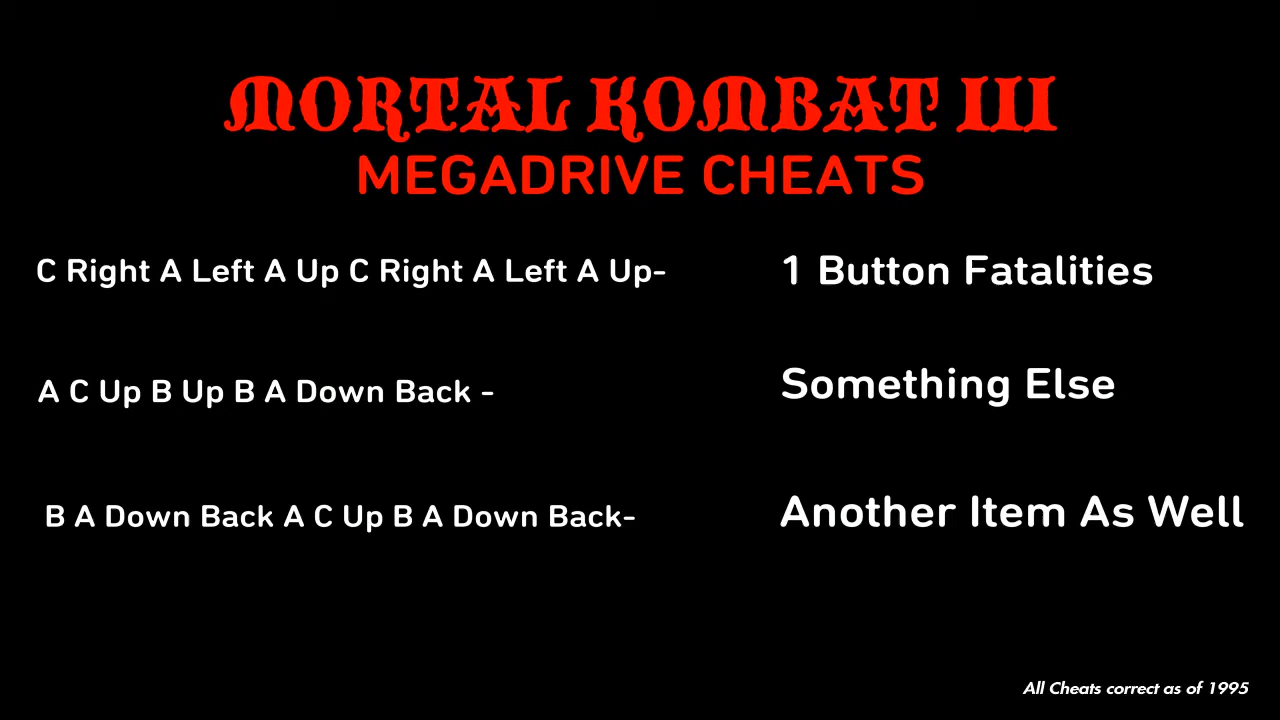 MORTAL KOMBAT III
MEGADRIVE CHEATS
C Right A Left A Up C Right A Left A Up- 1 Button Fatalities
A C Up B Up B A Down Back - Something Else
B A Down Back A C Up B A Down Back- Another Item As Well
All Cheats correct as of 1995